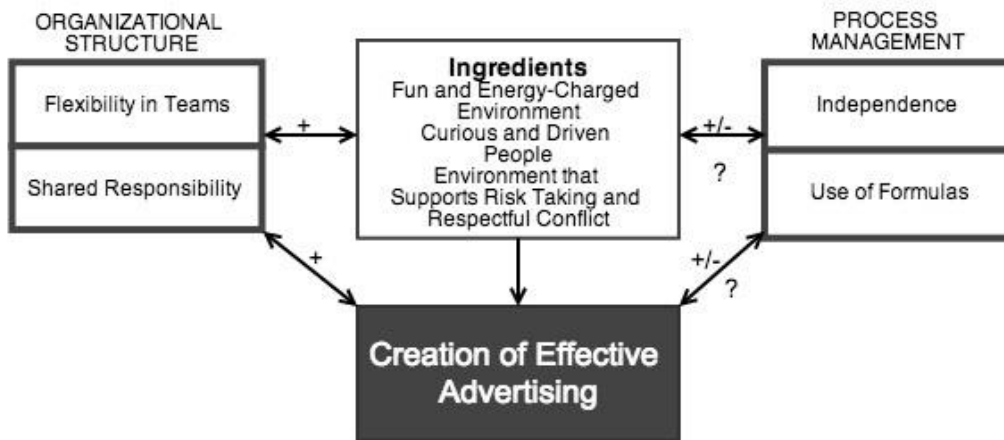 ORGANIZATIONAL
STRUCTURE
Flexibility in Teams
Shared Responsibility
+
+
Ingredients
Fun and Energy-Charged
Environment
Curious and Driven
People
Environment that
Supports Risk Taking and
Respectful Conflict
+/-
?
+/-
?
PROCESS
MANAGEMENT
Independence
Use of Formulas
Creation of Effective
Advertising